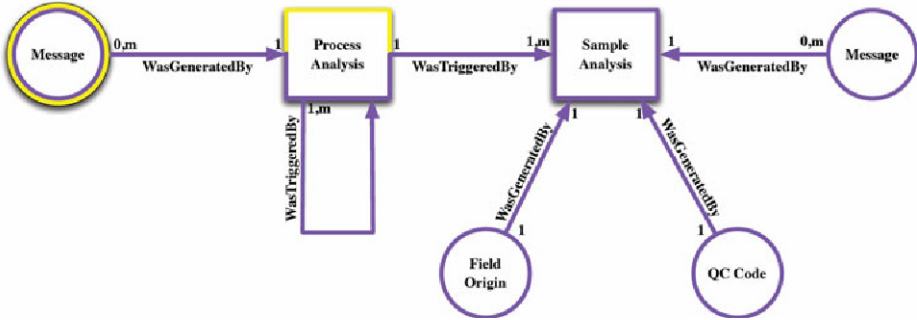 Message
0,m
1
WasGeneratedBy
Process
Analysis
1
1,m
WasTriggeredBy
Sample
Analysis
1
0,m
WasGeneratedBy
Message
1,m
WasTriggeredBy
1
1
WasGeneratedBy
WasGeneratedBy
1
1
Field
Origin
QC Code